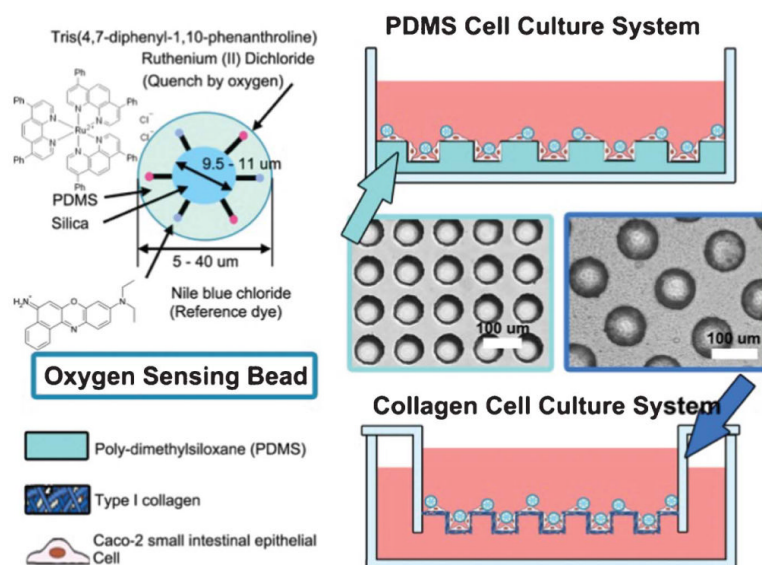 Tris(4,7-diphenyl-1,10-phenanthroline)
Ruthenium (II) Dichloride
(Quench by oxygen)
Ph
Ph
Ph
Ph
Ph
Ph
N
N
N
N
N
N
Ru2+
Cl-
Cl-
9.5 - 11 um
PDMS
Silica
5 - 40 um
Nile blue chloride
(Reference dye)
H2N+
O
N
N
Oxygen Sensing Bead
Poly-dimethylsiloxane (PDMS)
Type I collagen
Caco-2 small intestinal epithelial
Cell
PDMS Cell Culture System
100 um
100 um
Collagen Cell Culture System